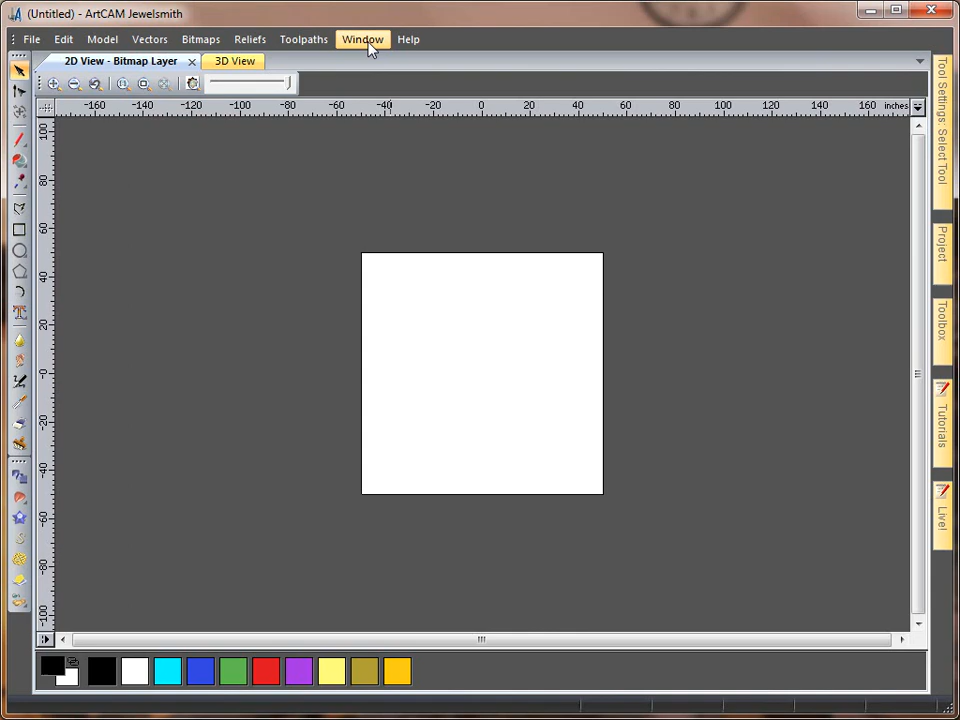 (Untitled) - ArtCAM Jewelsmith
File Edit Model Vectors Bitmaps Reliefs Toolpaths Window Help
2D View - Bitmap Layer 3D View
-160 -140 -120 -100 -80 -60 -40 -20 0 20 40 60 80 100 120 140 160 inches
100
80
60
40
20
-0
-20
-40
-60
-80
-100
Tool Settings: Select Tool
Project
Toolbox
Tutorials
Live!